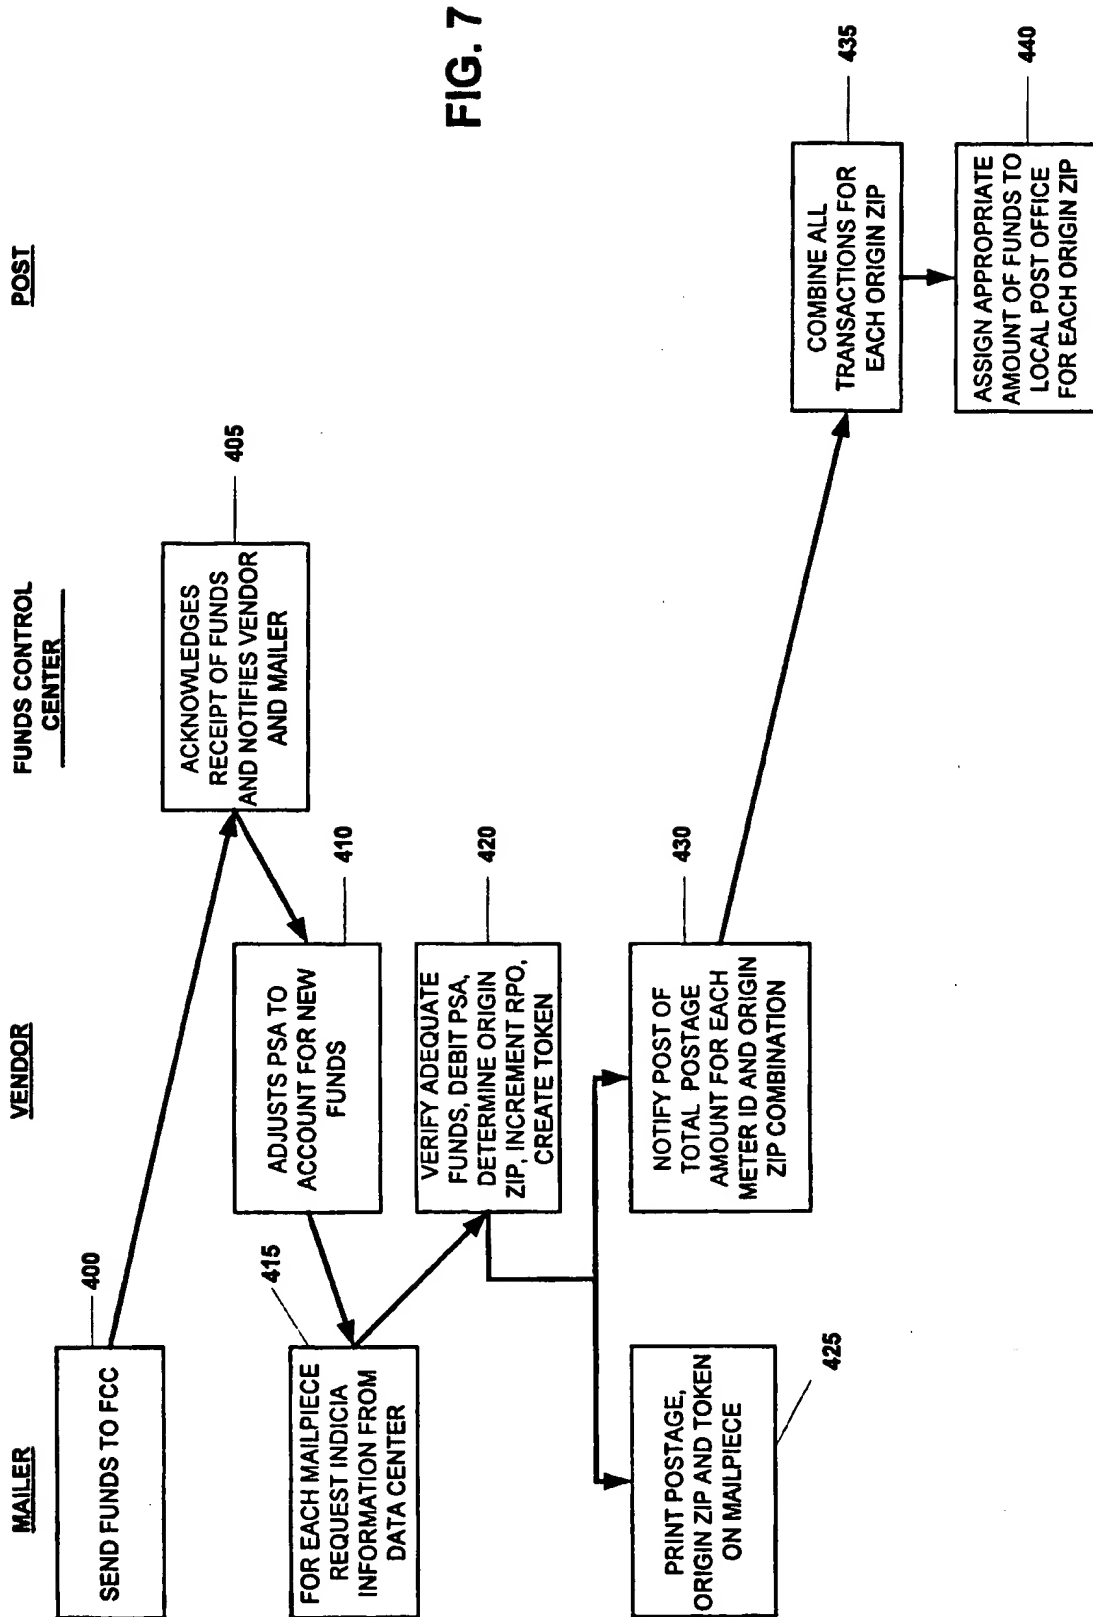 MAILER
VENDOR
FUNDS CONTROL
CENTER
POST
400
SEND FUNDS TO FCC
405
ACKNOWLEDGES
RECEIPT OF FUNDS
AND NOTIFIES VENDOR
AND MAILER
410
ADJUSTS PSA TO
ACCOUNT FOR NEW
FUNDS
415
FOR EACH MAILPIECE
REQUEST INDICIA
INFORMATION FROM
DATA CENTER
420
VERIFY ADEQUATE
FUNDS, DEBIT PSA,
DETERMINE ORIGIN
ZIP, INCREMENT RPO,
CREATE TOKEN
425
PRINT POSTAGE,
ORIGIN ZIP AND TOKEN
ON MAILPIECE
430
NOTIFY POST OF
TOTAL POSTAGE
AMOUNT FOR EACH
METER ID AND ORIGIN
ZIP COMBINATION
435
COMBINE ALL
TRANSACTIONS FOR
EACH ORIGIN ZIP
440
ASSIGN APPROPRIATE
AMOUNT OF FUNDS TO
LOCAL POST OFFICE
FOR EACH ORIGIN ZIP
FIG. 7